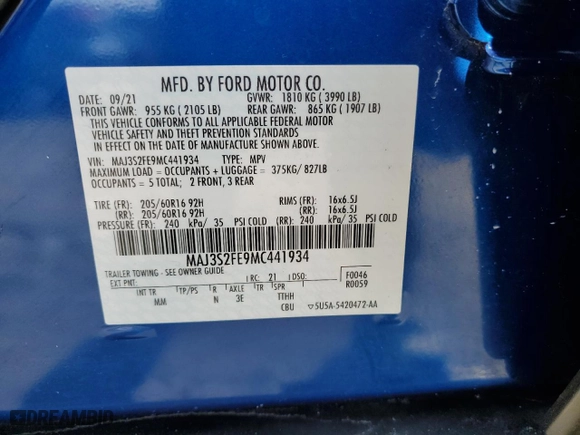 MFD. BY FORD MOTOR CO.
DATE: 09/21 GVWR: 1810 KG ( 3990 LB)
FRONT GAWR: 955 KG ( 2105 LB) REAR GAWR: 865 KG ( 1907 LB)
THIS VEHICLE CONFORMS TO ALL APPLICABLE FEDERAL MOTOR
VEHICLE SAFETY AND THEFT PREVENTION STANDARDS
IN EFFECT ON THE DATE OF MANUFACTURE SHOWN ABOVE.
VIN: MAJ3S2FE9MC441934 TYPE: MPV
MAXIMUM LOAD = OCCUPANTS + LUGGAGE = 375KG/ 827LB
OCCUPANTS = 5 TOTAL; 2 FRONT, 3 REAR
TIRE (FR): 205/60R16 92H RIMS (FR): 16x6.5J
(RR): 205/60R16 92H (RR): 16x6.5J
PRESSURE (FR): 240 kPa/ 35 PSI COLD (RR): 240 kPa/ 35 PSI COLD
MAJ3S2FE9MC441934
TRAILER TOWING - SEE OWNER GUIDE
EXT PNT: RC: 21 DSO: F0046
R0059
INT TR TP/PS R AXLE TR SPR
MM N 3E TTHH
CBU ▽5U5A-5420472-AA
DREAMBID